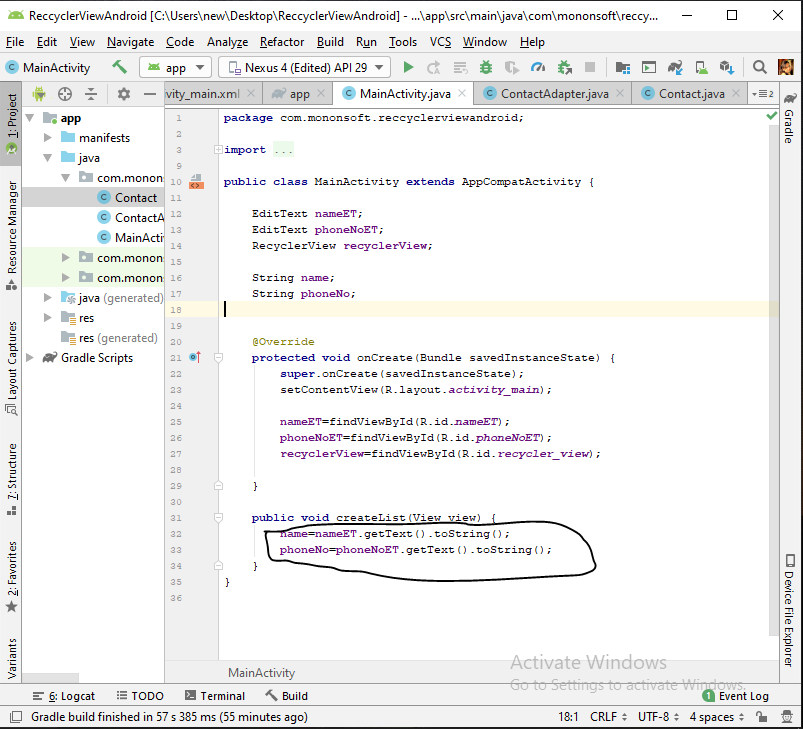 ReccyclerViewAndroid [C:\Users\new\Desktop\ReccyclerViewAndroid] - ...\app\src\main\java\com\mononsoft\reccy...
File Edit View Navigate Code Analyze Refactor Build Run Tools VCS Window Help
MainActivity app Nexus 4 (Edited) API 29
ivity_main.xml app MainActivity.java ContactAdapter.java Contact.java 2
1: Project
Resource Manager
Layout Captures
Z: Structure
2: Favorites
Variants
app
manifests
java
com.monons
Contact
ContactA
MainActiv
com.monons
com.monons
java (generated)
res
res (generated)
Gradle Scripts
1 package com.mononsoft.reccyclerviewandroid;
2
3 import ...
9
10 public class MainActivity extends AppCompatActivity {
11
12 EditText nameET;
13 EditText phoneNoET;
14 RecyclerView recyclerView;
15
16 String name;
17 String phoneNo;
18
19
20 @Override
21 protected void onCreate(Bundle savedInstanceState) {
22 super.onCreate(savedInstanceState);
23 setContentView(R.layout.activity_main);
24
25 nameET=findViewById(R.id.nameET);
26 phoneNoET=findViewById(R.id.phoneNoET);
27 recyclerView=findViewById(R.id.recycler_view);
28
29 }
30
31 public void createList(View view) {
32 name=nameET.getText().toString();
33 phoneNo=phoneNoET.getText().toString();
34 }
35 }
36
MainActivity
Gradle
Device File Explorer
Activate Windows
Go to Settings to activate Windows.
6: Logcat TODO Terminal Build 1 Event Log
Gradle build finished in 57 s 385 ms (55 minutes ago) 18:1 CRLF UTF-8 4 spaces